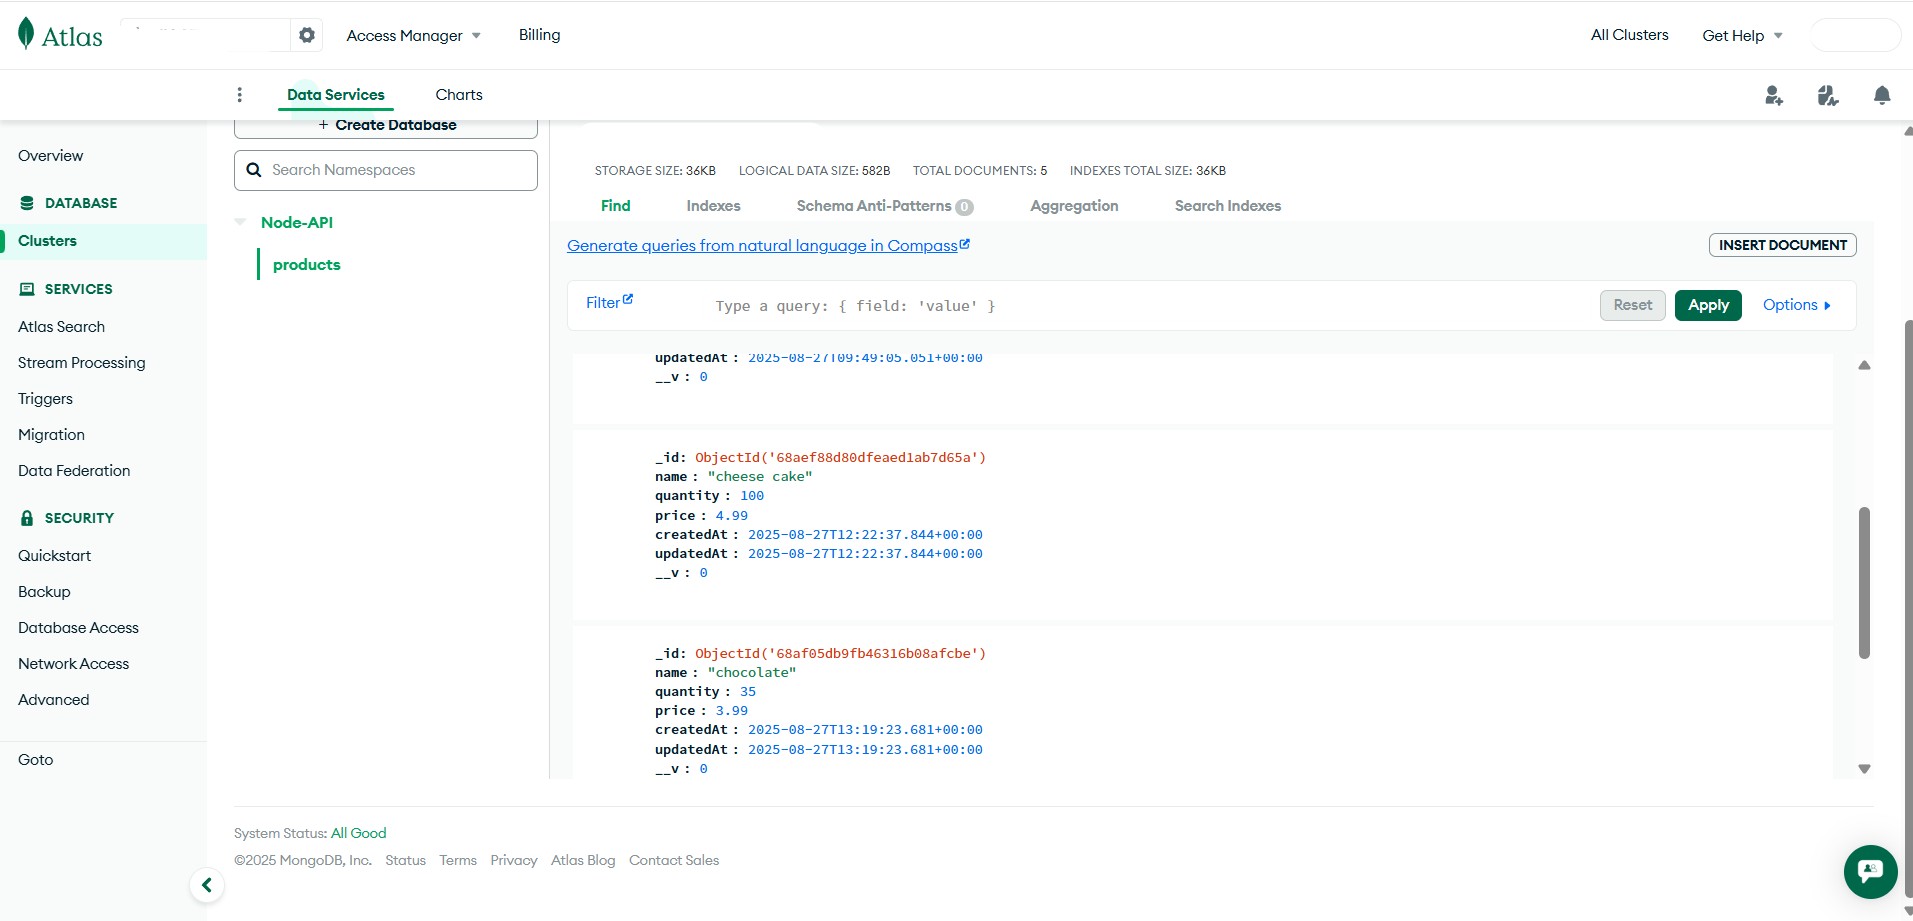 Atlas
Access Manager
Billing
All Clusters
Get Help
Data Services
Charts
+ Create Database
Overview
DATABASE
Clusters
SERVICES
Atlas Search
Stream Processing
Triggers
Migration
Data Federation
SECURITY
Quickstart
Backup
Database Access
Network Access
Advanced
Goto
Search Namespaces
Node-API
products
STORAGE SIZE: 36KB LOGICAL DATA SIZE: 582B TOTAL DOCUMENTS: 5 INDEXES TOTAL SIZE: 36KB
Find Indexes Schema Anti-Patterns 0 Aggregation Search Indexes
Generate queries from natural language in Compass
INSERT DOCUMENT
Filter
Type a query: { field: 'value' }
Reset
Apply
Options
updatedAt : 2025-08-27T09:49:05.051+00:00
__v : 0
_id: ObjectId('68aef88d80dfeaed1ab7d65a')
name : "cheese cake"
quantity : 100
price : 4.99
createdAt : 2025-08-27T12:22:37.844+00:00
updatedAt : 2025-08-27T12:22:37.844+00:00
__v : 0
_id: ObjectId('68af05db9fb46316b08afcbe')
name : "chocolate"
quantity : 35
price : 3.99
createdAt : 2025-08-27T13:19:23.681+00:00
updatedAt : 2025-08-27T13:19:23.681+00:00
__v : 0
System Status: All Good
©2025 MongoDB, Inc. Status Terms Privacy Atlas Blog Contact Sales